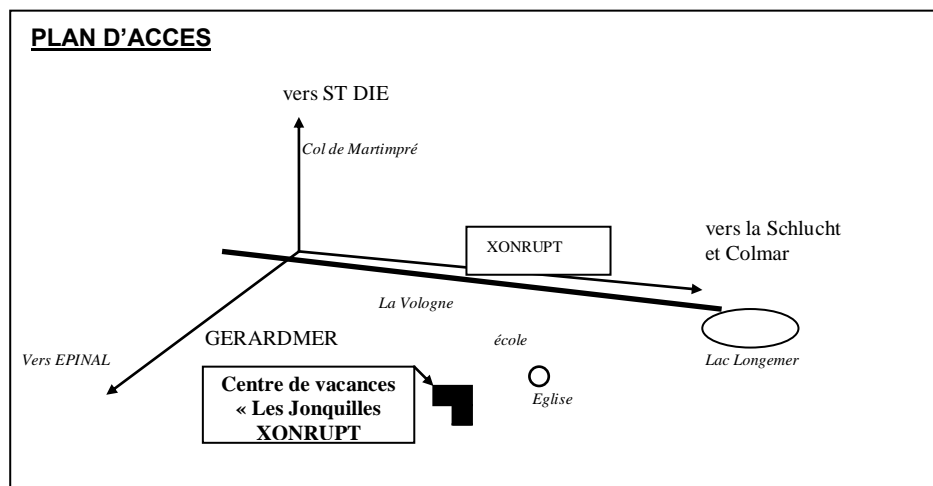 PLAN D'ACCES
vers ST DIE
Col de Martimpré
XONRUPT
vers la Schlucht
et Colmar
La Vologne
GERARDMER
école
Vers EPINAL
Lac Longemer
Centre de vacances
« Les Jonquilles
XONRUPT
Eglise